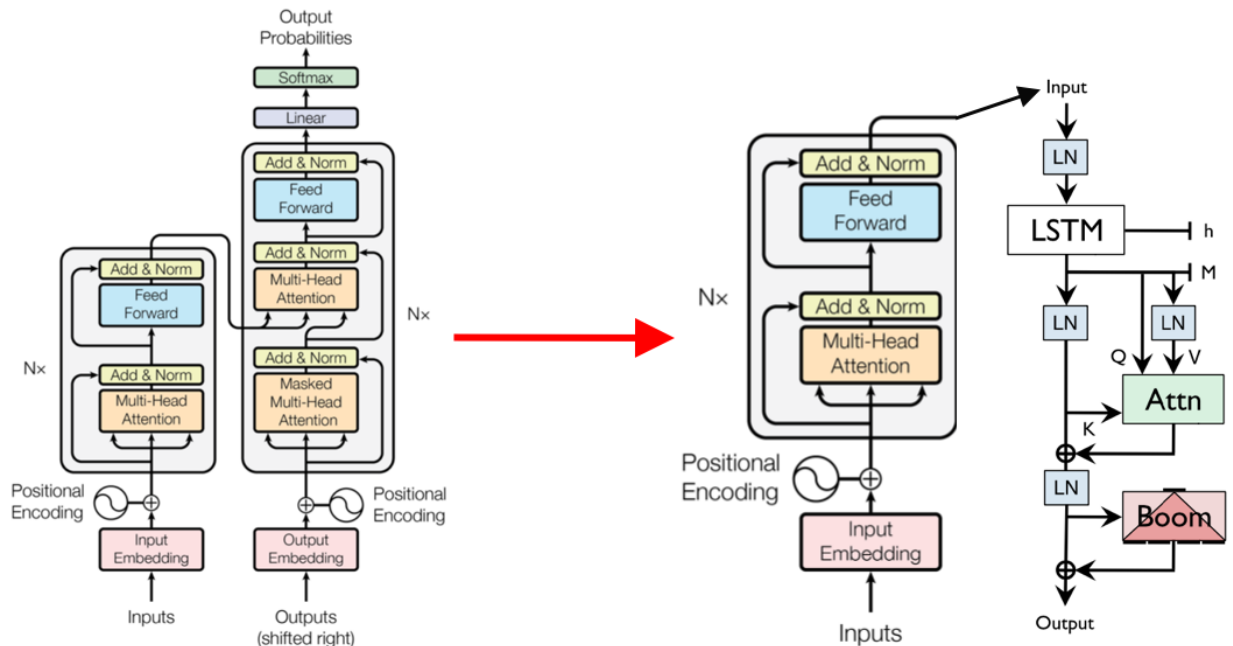 Output
Probabilities
Softmax
Linear
Add & Norm
Feed
Forward
Add & Norm
Multi-Head
Attention
Nx
Add & Norm
Masked
Multi-Head
Attention
Positional
Encoding
Output
Embedding
Outputs
(shifted right)
Add & Norm
Feed
Forward
Nx
Add & Norm
Multi-Head
Attention
Positional
Encoding
Input
Embedding
Inputs
Add & Norm
Feed
Forward
Nx
Add & Norm
Multi-Head
Attention
Positional
Encoding
Input
Embedding
Inputs
Input
LN
LSTM
h
M
LN
LN
Q
V
Attn
K
LN
Boom
Output